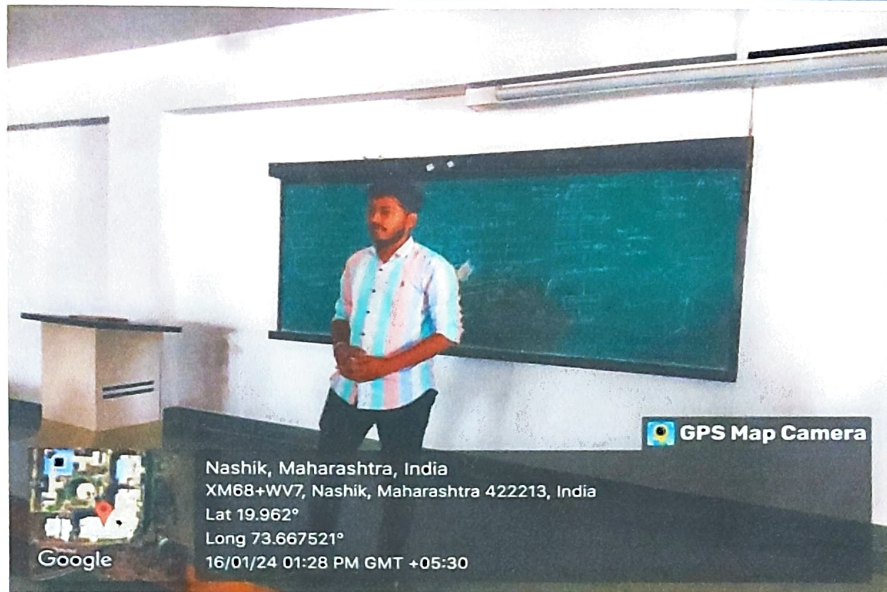 GPS Map Camera
Nashik, Maharashtra, India
XM68+WV7, Nashik, Maharashtra 422213, India
Lat 19.962°
Long 73.667521°
16/01/24 01:28 PM GMT +05:30
Google